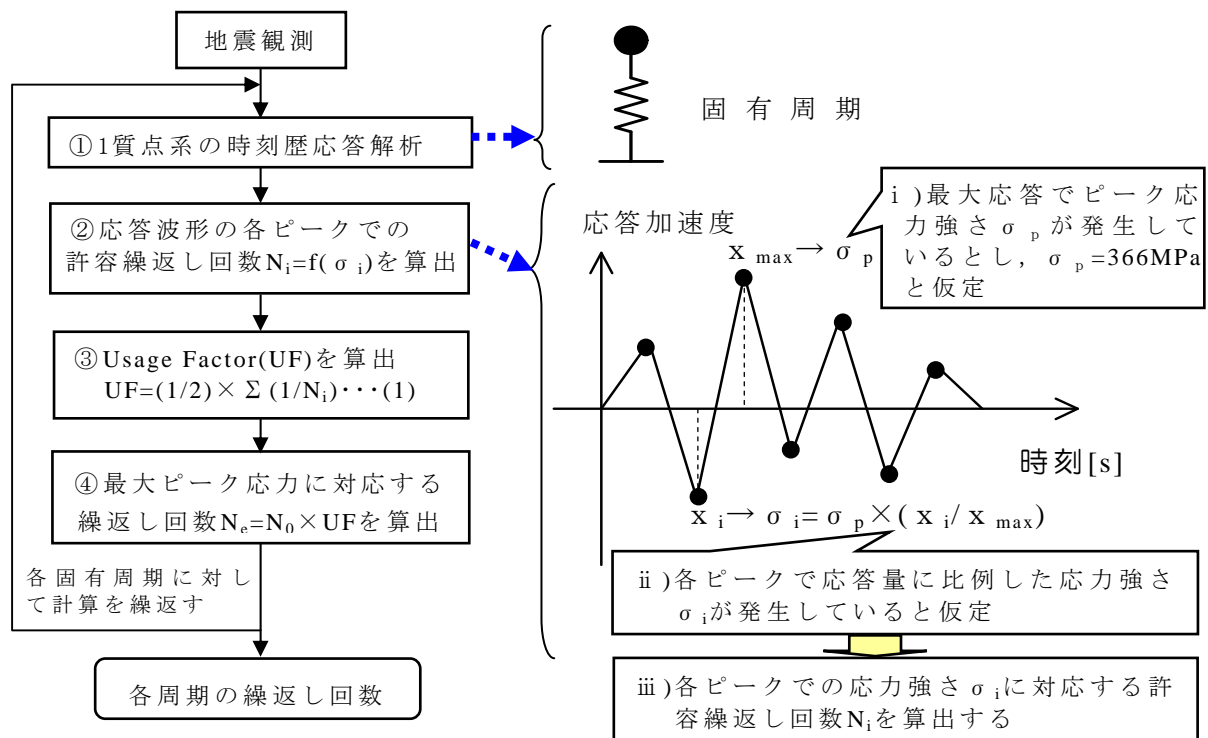 地震観測
①1質点系の時刻歴応答解析
②応答波形の各ピークでの
許容繰返し回数Ni=f(σi)を算出
③Usage Factor(UF)を算出
UF=(1/2)×Σ(1/Ni)・・・(1)
④最大ピーク応力に対応する
繰返し回数Ne=N0×UFを算出
各固有周期に対し
て計算を繰返す
各周期の繰返し回数
固有周期
応答加速度
x max→σp
ⅰ)最大応答でピーク応
力強さσpが発生して
いるとし，σp=366MPa
と仮定
時刻[s]
xi→σi=σp×(xi/xmax)
ⅱ)各ピークで応答量に比例した応力強さ
σiが発生していると仮定
ⅲ)各ピークでの応力強さσiに対応する許
容繰返し回数Niを算出する